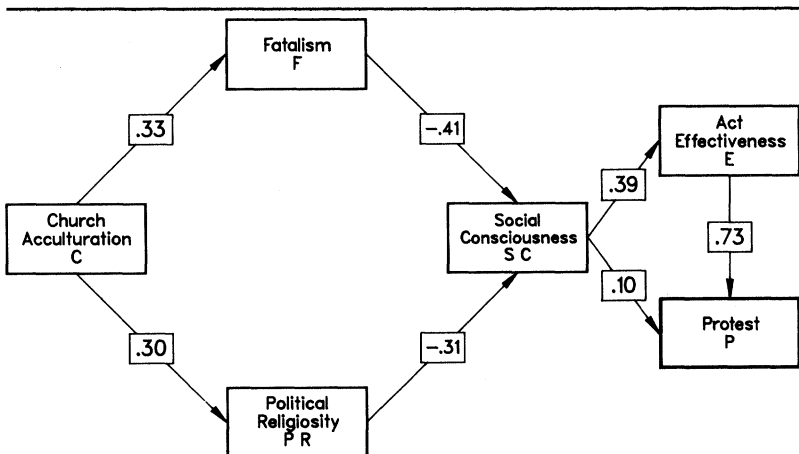 Fatalism
F
.33
-.41
Act
Effectiveness
E
.39
Church
Acculturation
C
Social
Consciousness
S C
.73
.10
Protest
P
.30
-.31
Political
Religiosity
P R